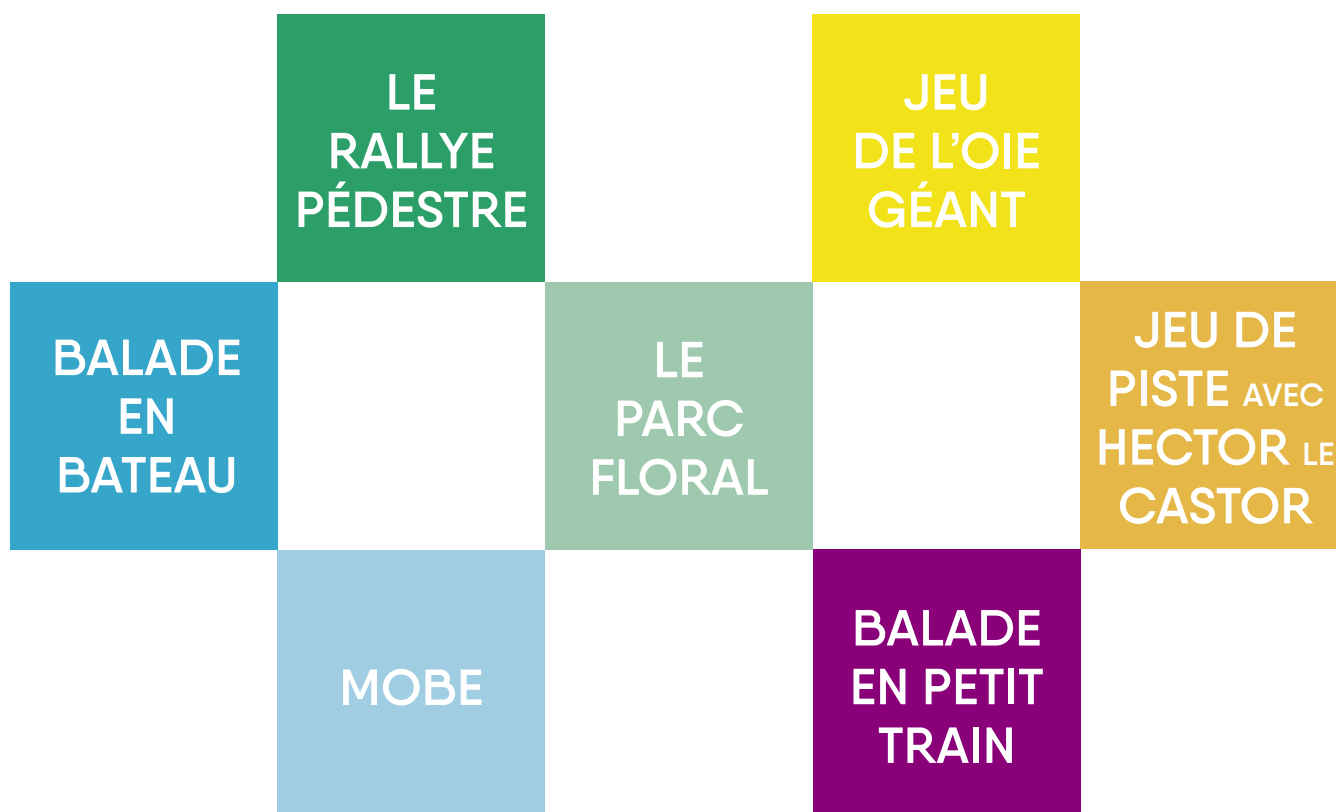 LE
RALLYE
PÉDESTRE
JEU
DE L’OIE
GÉANT
BALADE
EN
BATEAU
LE
PARC
FLORAL
JEU DE
PISTE AVEC
HECTOR LE
CASTOR
MOBE
BALADE
EN PETIT
TRAIN